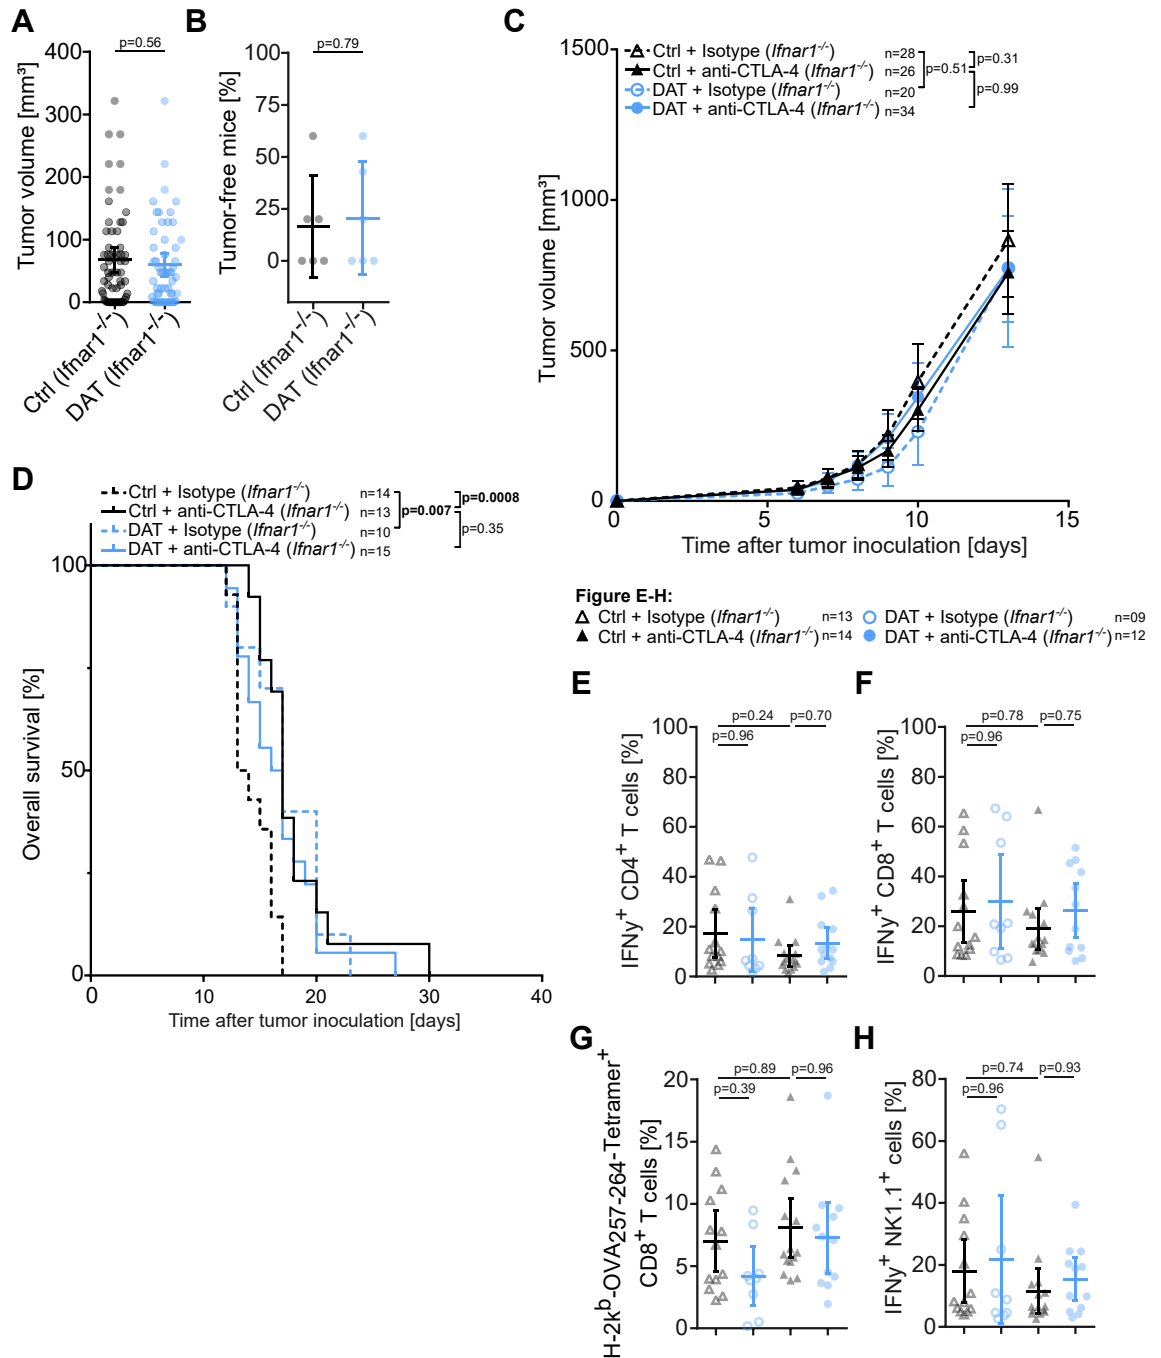 A
p=0.56
Tumor volume [mm³]
400
300
200
100
0
Ctrl (Ifnar1-/-)
DAT (Ifnar1-/-)
B
p=0.79
Tumor-free mice [%]
100
75
50
25
0
Ctrl (Ifnar1-/-)
DAT (Ifnar1-/-)
C
Ctrl + Isotype (Ifnar1-/-) n=28
Ctrl + anti-CTLA-4 (Ifnar1-/-) n=26
DAT + Isotype (Ifnar1-/-) n=20
DAT + anti-CTLA-4 (Ifnar1-/-) n=34
p=0.51
p=0.31
p=0.99
Tumor volume [mm³]
1500
1000
500
0
0 5 10 15
Time after tumor inoculation [days]
D
Ctrl + Isotype (Ifnar1-/-) n=14
Ctrl + anti-CTLA-4 (Ifnar1-/-) n=13
DAT + Isotype (Ifnar1-/-) n=10
DAT + anti-CTLA-4 (Ifnar1-/-) n=15
p=0.007
p=0.0008
p=0.35
Overall survival [%]
100
50
0
0 10 20 30 40
Time after tumor inoculation [days]
Figure E-H:
Ctrl + Isotype (Ifnar1-/-) n=13 DAT + Isotype (Ifnar1-/-) n=09
Ctrl + anti-CTLA-4 (Ifnar1-/-) n=14 DAT + anti-CTLA-4 (Ifnar1-/-) n=12
E
p=0.24 p=0.70
p=0.96
IFNy+ CD4+ T cells [%]
100
80
60
40
20
0
F
p=0.78 p=0.75
p=0.96
IFNy+ CD8+ T cells [%]
100
80
60
40
20
0
G
p=0.89 p=0.96
p=0.39
H-2kb-OVA257-264-Tetramer+
CD8+ T cells [%]
20
15
10
5
0
H
p=0.74 p=0.93
p=0.96
IFNy+ NK1.1+ cells [%]
80
60
40
20
0